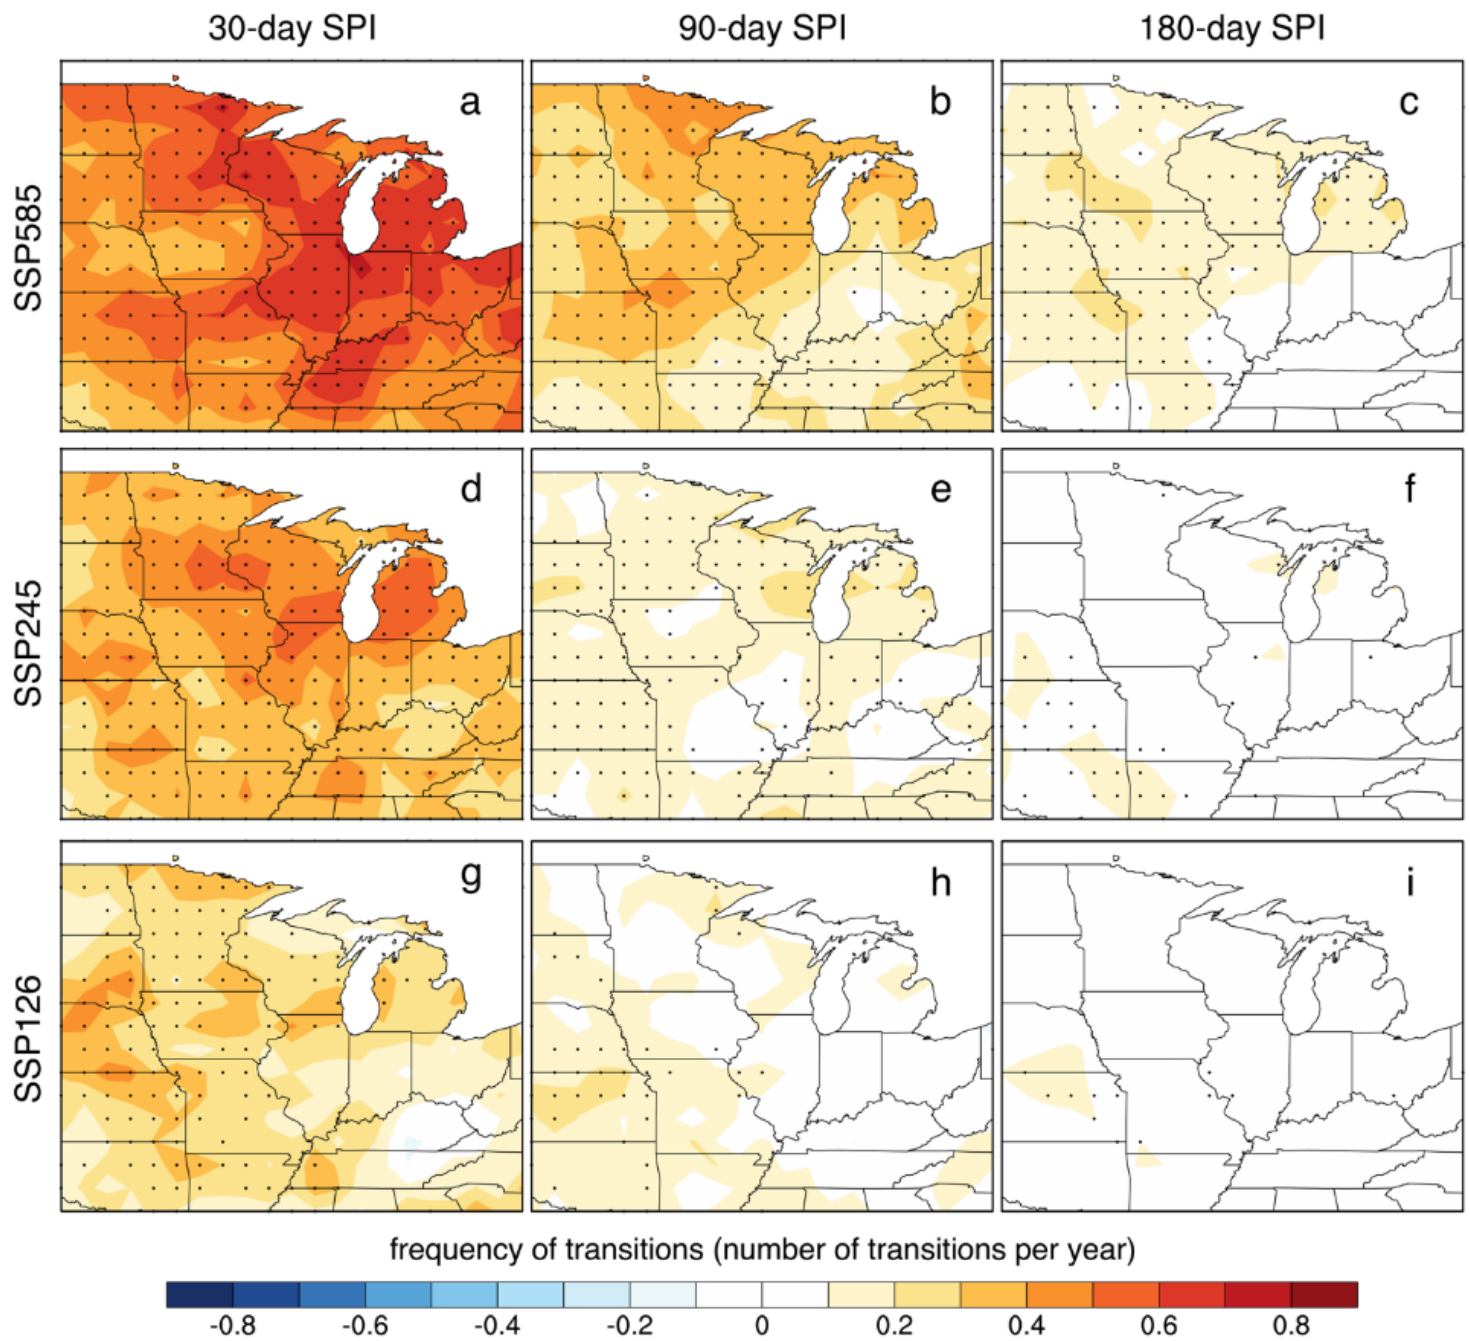 30-day SPI 90-day SPI 180-day SPI
SSP585
a b c
SSP245
d e f
SSP126
g h i
frequency of transitions (number of transitions per year)
-0.8 -0.6 -0.4 -0.2 0 0.2 0.4 0.6 0.8